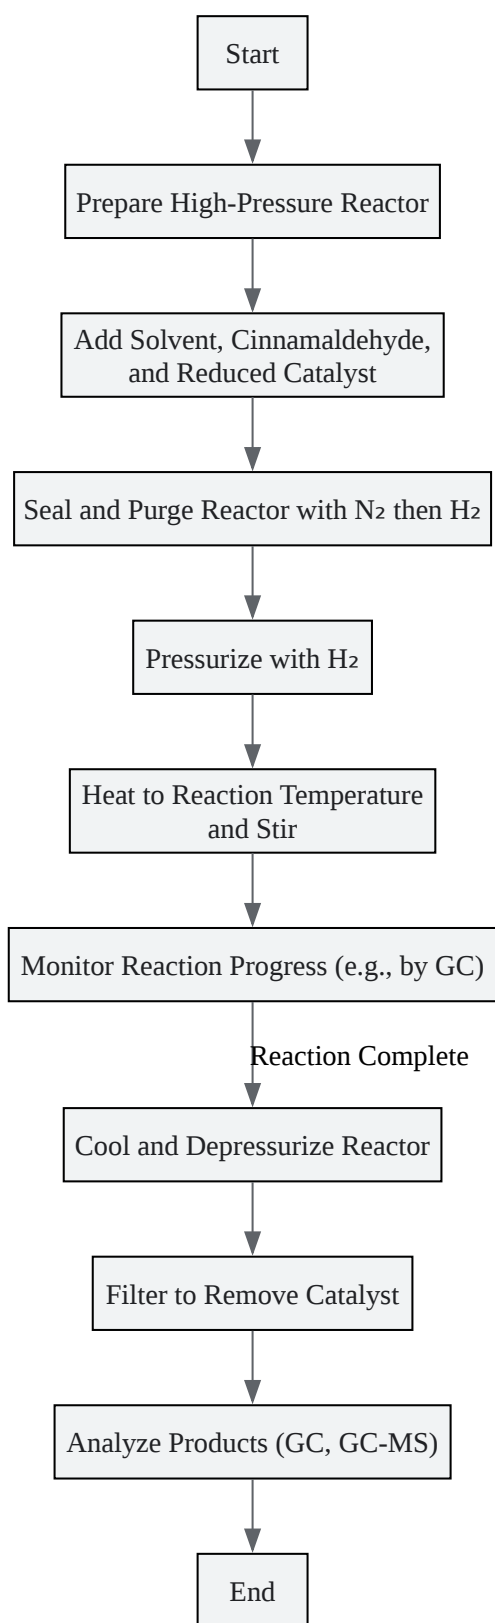 Start
Prepare High-Pressure Reactor
Add Solvent, Cinnamaldehyde,
and Reduced Catalyst
Seal and Purge Reactor with N₂ then H₂
Pressurize with H₂
Heat to Reaction Temperature
and Stir
Monitor Reaction Progress (e.g., by GC)
Reaction Complete
Cool and Depressurize Reactor
Filter to Remove Catalyst
Analyze Products (GC, GC-MS)
End